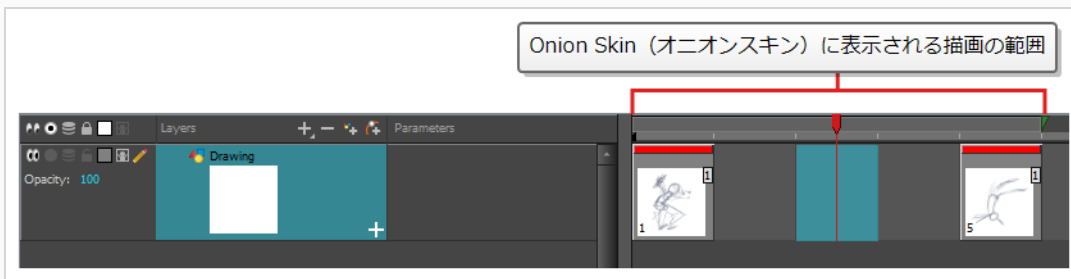 Onion Skin（オニオンスキン）に表示される描画の範囲
Layers
Parameters
Drawing
Opacity: 100
1
1
1
5